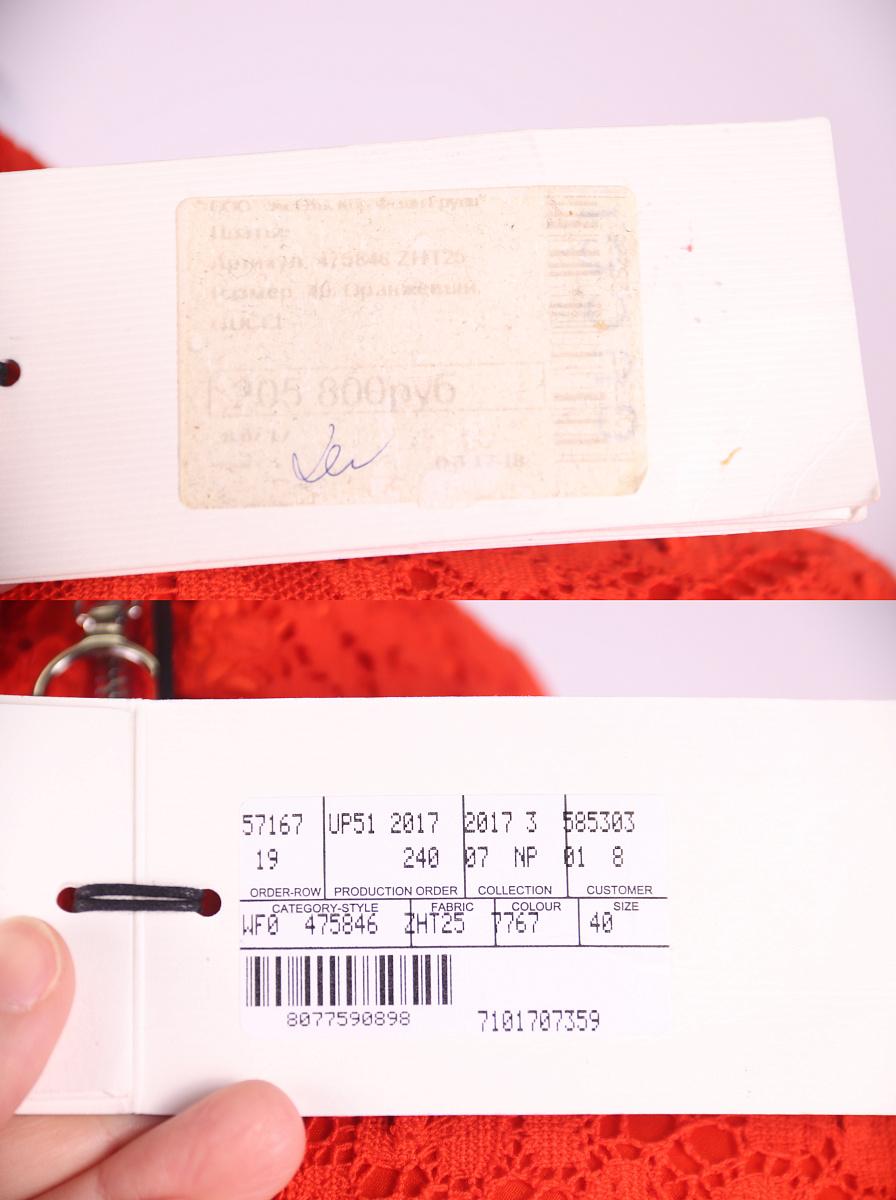 Платье
Артикул 475846 ZHT25
Размер 40 Оранжевый
GUCCI
205 800руб
57167 UP51 2017 2017 3 585303
19 240 07 NP 01 8
ORDER-ROW PRODUCTION ORDER COLLECTION CUSTOMER
CATEGORY-STYLE FABRIC COLOUR SIZE
WF0 475846 ZHT25 7767 40
8077590898 7101707359